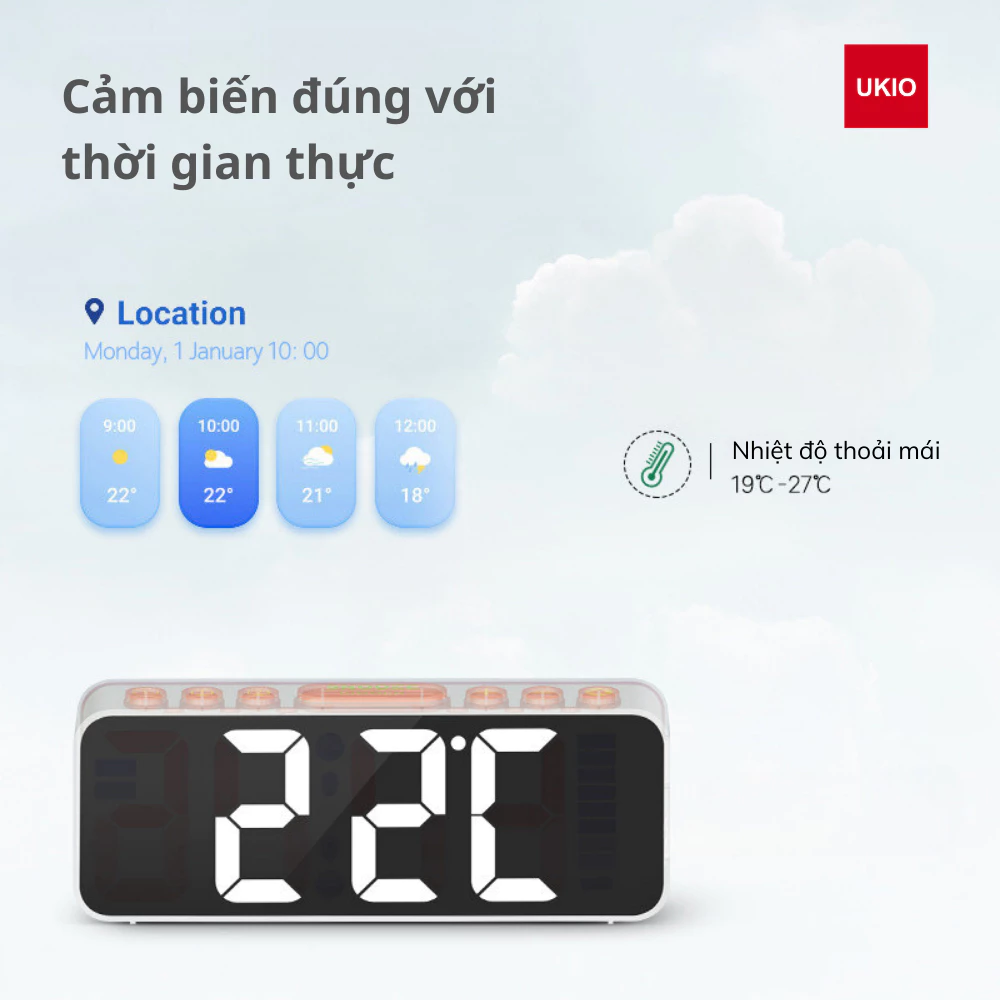 Cảm biến đúng với
thời gian thực
UKIO
Location
Monday, 1 January 10: 00
9:00 10:00 11:00 12:00
22° 22° 21° 18°
Nhiệt độ thoải mái
19℃ -27℃
22°C